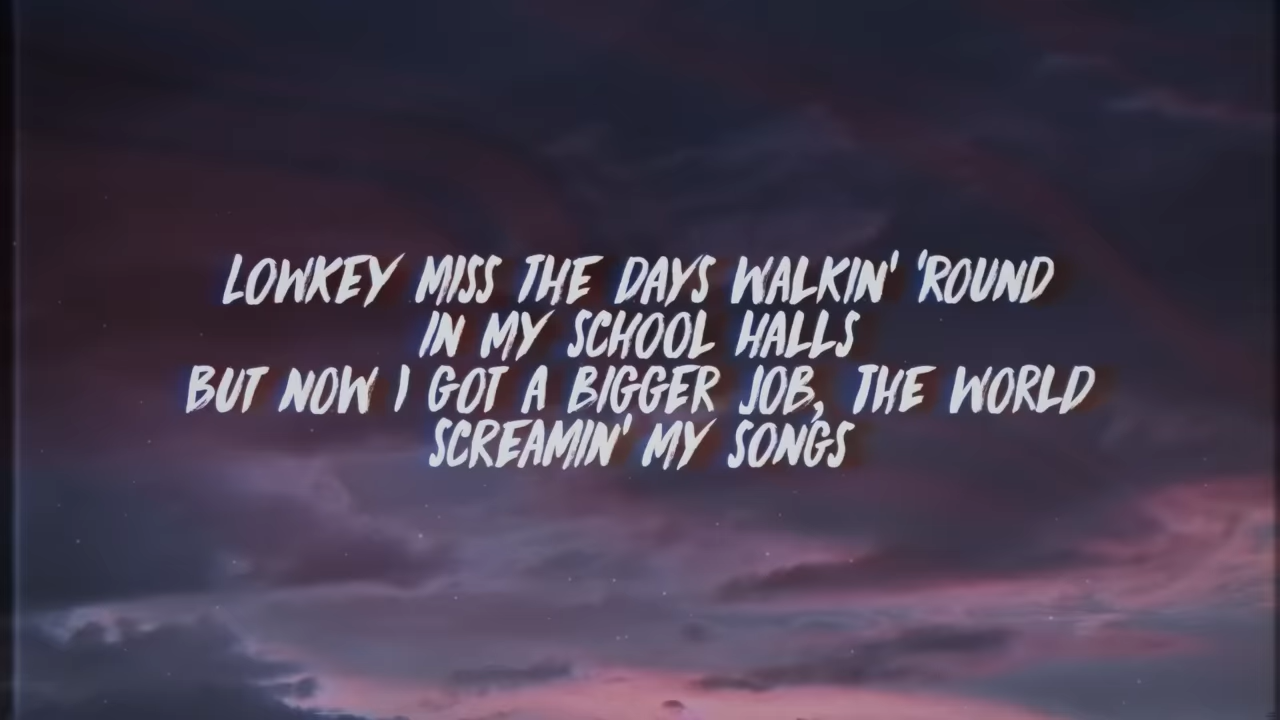 LOWKEY MISS THE DAYS WALKIN' 'ROUND
IN MY SCHOOL HALLS
BUT NOW I GOT A BIGGER JOB, THE WORLD
SCREAMIN' MY SONGS